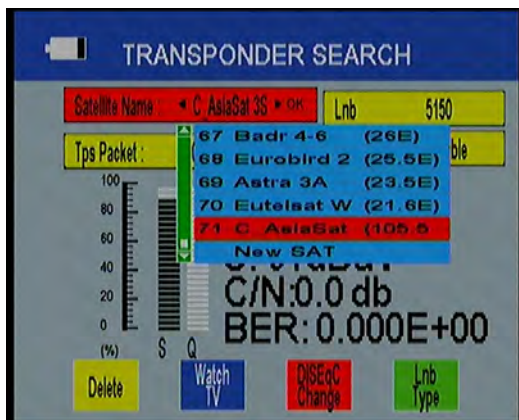 TRANSPONDER SEARCH
Satellite Name : ◄ C_AsiaSat 3S ► OK
Lnb 5150
Tps Packet :
67 Badr 4-6 (26E)
68 Eurobird 2 (25.5E)
69 Astra 3A (23.5E)
70 Eutelsat W (21.6E)
71 C_AsiaSat (105.5
New SAT
100
80
60
40
20
0
(%)
S Q
C/N:0.0 db
BER:0.000E+00
Delete
Watch TV
DISEqC Change
Lnb Type